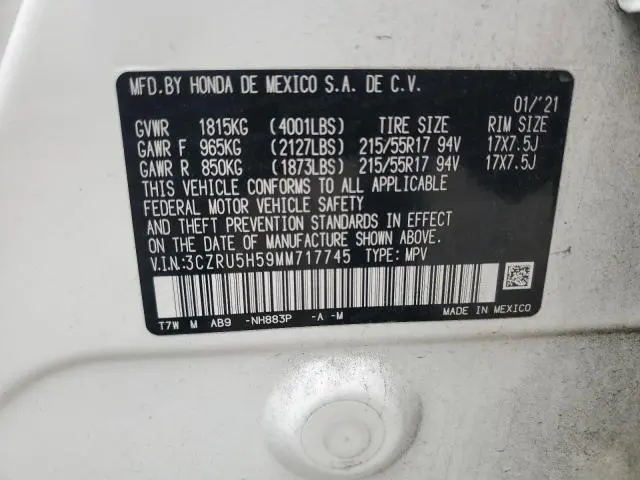 MFD.BY HONDA DE MEXICO S.A. DE C.V.
01/'21
GVWR 1815KG (4001LBS) TIRE SIZE RIM SIZE
GAWR F 965KG (2127LBS) 215/55R17 94V 17X7.5J
GAWR R 850KG (1873LBS) 215/55R17 94V 17X7.5J
THIS VEHICLE CONFORMS TO ALL APPLICABLE
FEDERAL MOTOR VEHICLE SAFETY
AND THEFT PREVENTION STANDARDS IN EFFECT
ON THE DATE OF MANUFACTURE SHOWN ABOVE.
V.I.N:3CZRU5H59MM717745 TYPE: MPV
T7W M AB9 -NH883P -A -M MADE IN MEXICO